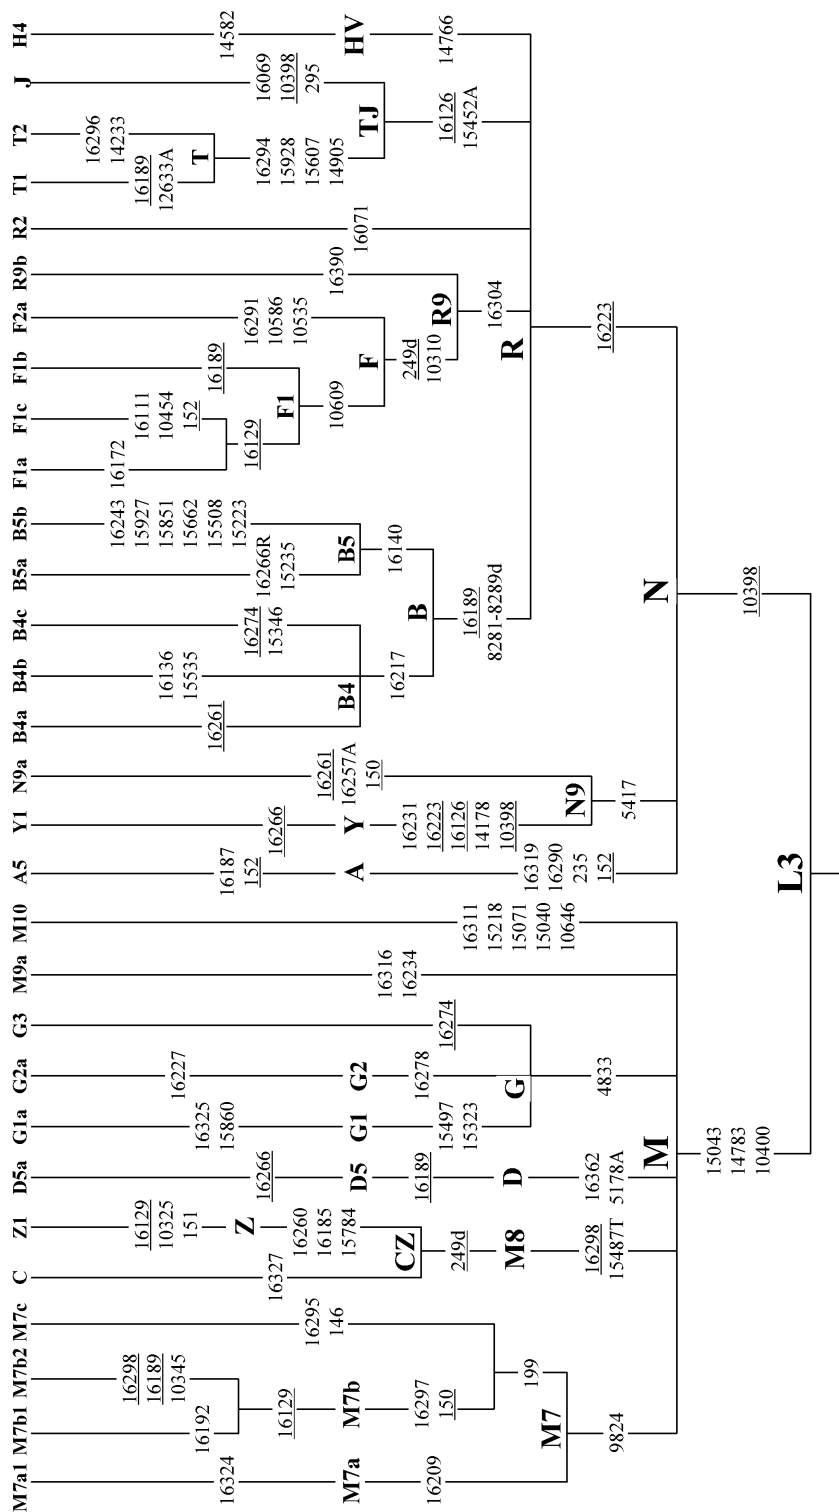 M7a1
M7b1
M7b2
M7c
C
Z1
D5a
G1a
G2a
G3
M9a
M10
A5
Y1
N9a
B4a
B4b
B4c
B5a
B5b
F1a
F1c
F1b
F2a
R9b
R2
T1
T2
J
H4
16324
M7a
16209
16192
16298
16189
10345
16129
M7b
16297
150
16295
146
199
M7
9824
16327
16129
10325
151
Z
16260
16185
15784
CZ
249d
M8
16298
15487T
16266
D5
16189
D
16362
5178A
16325
15860
G1
15497
15323
16227
G2
16278
16274
G
4833
16316
16234
16311
15218
15071
15040
10646
M
15043
14783
10400
16187
152
A
16319
16290
235
152
16266
Y
16231
16223
16126
14178
10398
16261
16257A
150
N9
5417
16261
16136
15535
16274
15346
B4
16217
16266R
15235
16243
15927
15851
15662
15508
15223
B5
16140
B
16189
8281-8289d
16172
16111
10454
152
16129
16189
F1
10609
16291
10586
10535
F
249d
10310
16390
R9
16304
16071
16189
12633A
16296
14233
T
16294
15928
15607
14905
16069
10398
295
TJ
16126
15452A
14582
HV
14766
R
16223
N
10398
L3